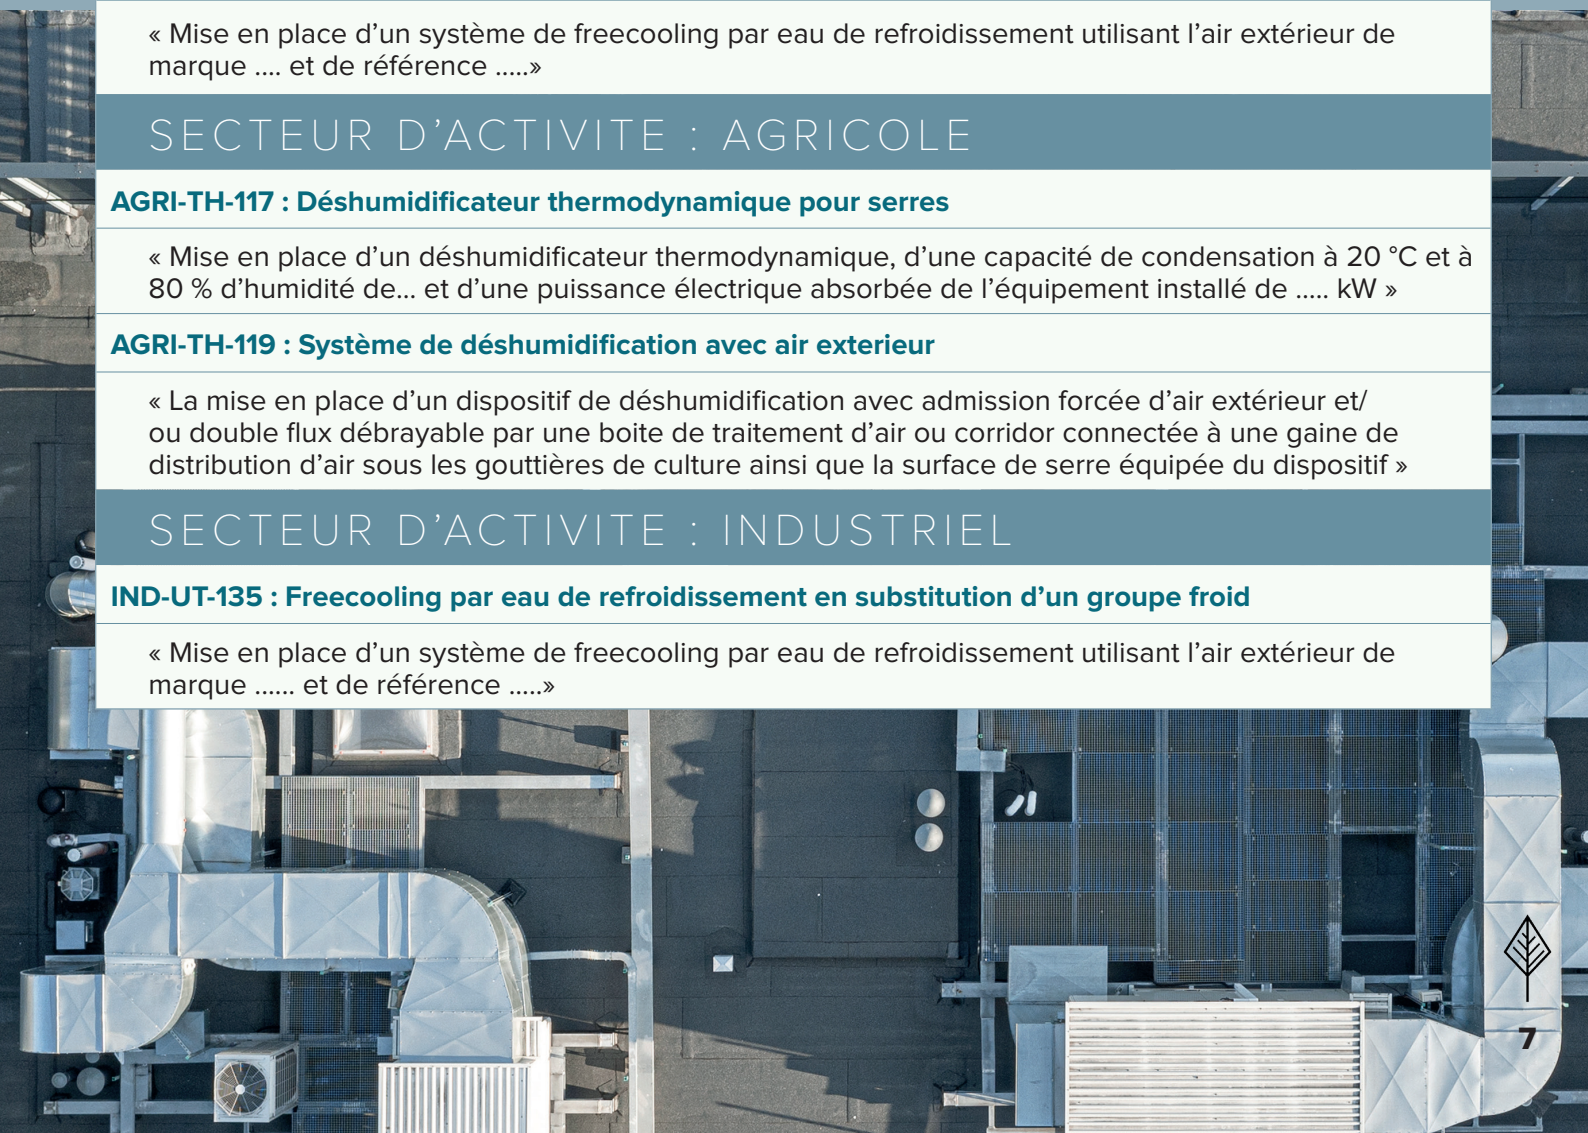 « Mise en place d’un système de freecooling par eau de refroidissement utilisant l’air extérieur de
marque .... et de référence .....»
SECTEUR D’ACTIVITE : AGRICOLE
AGRI-TH-117 : Déshumidificateur thermodynamique pour serres
« Mise en place d’un déshumidificateur thermodynamique, d’une capacité de condensation à 20 °C et à
80 % d’humidité de... et d’une puissance électrique absorbée de l’équipement installé de ..... kW »
AGRI-TH-119 : Système de déshumidification avec air exterieur
« La mise en place d’un dispositif de déshumidification avec admission forcée d’air extérieur et/
ou double flux débrayable par une boite de traitement d’air ou corridor connectée à une gaine de
distribution d’air sous les gouttières de culture ainsi que la surface de serre équipée du dispositif »
SECTEUR D’ACTIVITE : INDUSTRIEL
IND-UT-135 : Freecooling par eau de refroidissement en substitution d’un groupe froid
« Mise en place d’un système de freecooling par eau de refroidissement utilisant l’air extérieur de
marque ...... et de référence .....»
7